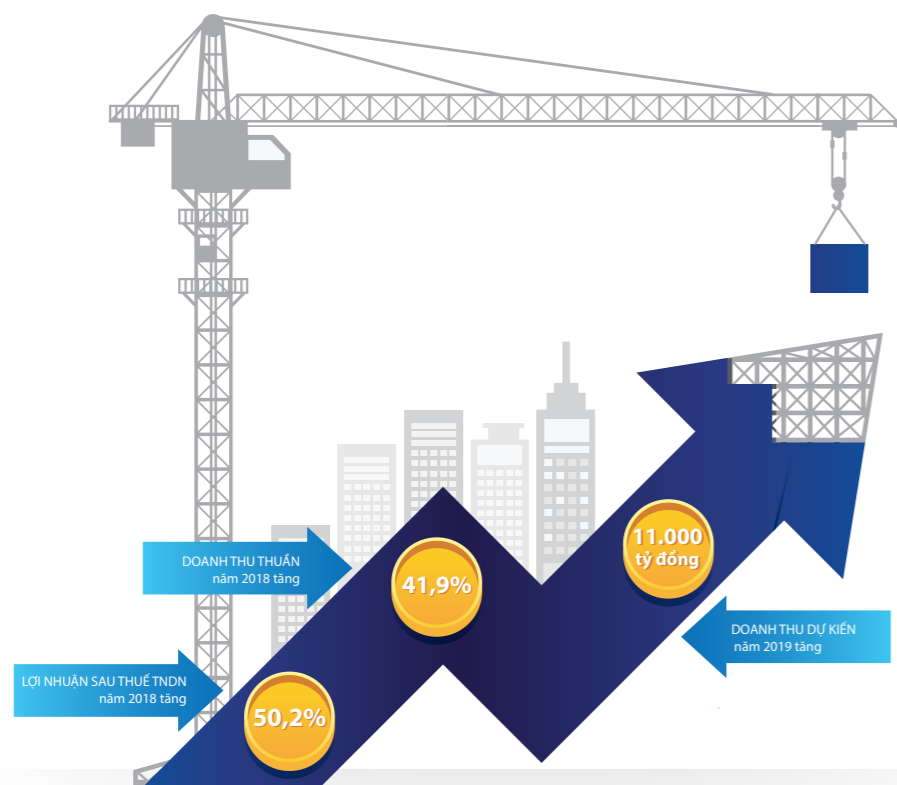 11.000
tỷ đồng
DOANH THU THUẦN
năm 2018 tăng
41,9%
DOANH THU DỰ KIẾN
năm 2019 tăng
LỢI NHUẬN SAU THUẾ TNDN
năm 2018 tăng
50,2%